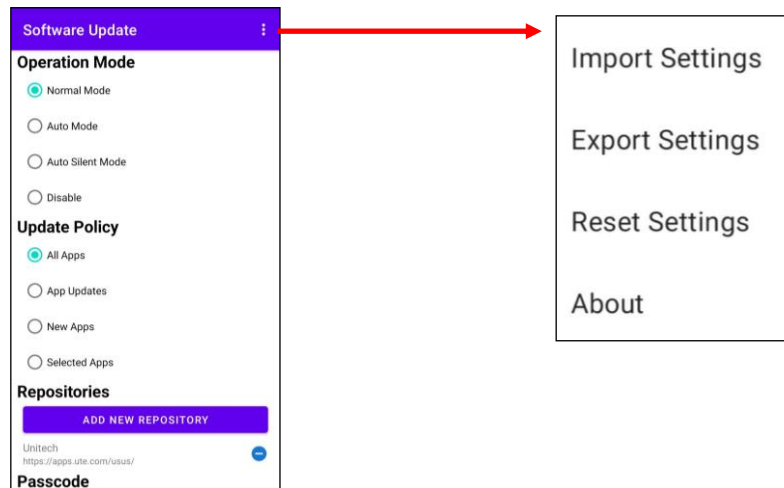 Software Update
Operation Mode
Normal Mode
Auto Mode
Auto Silent Mode
Disable
Update Policy
All Apps
App Updates
New Apps
Selected Apps
Repositories
ADD NEW REPOSITORY
Unitech
https://apps.ute.com/usus/
Passcode
Import Settings
Export Settings
Reset Settings
About